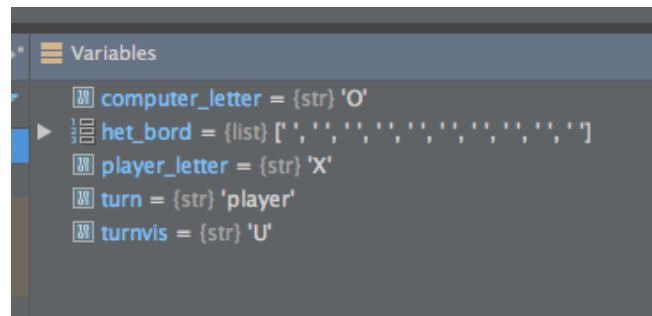 Variables
computer_letter = {str} 'O'
het_bord = {list} [' ', ' ', ' ', ' ', ' ', ' ', ' ', ' ', ' ', ' ']
player_letter = {str} 'X'
turn = {str} 'player'
turnvis = {str} 'U'